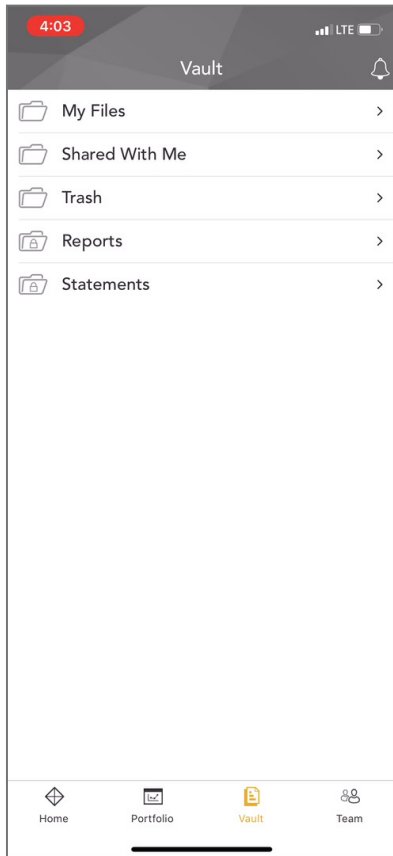 4:03 LTE
Vault
My Files
Shared With Me
Trash
Reports
Statements
Home Portfolio Vault Team